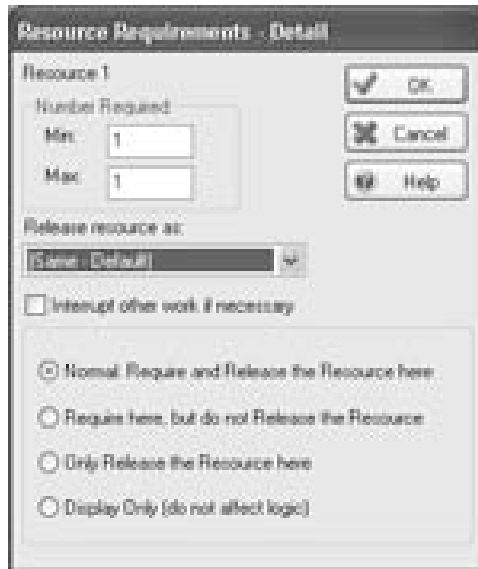 Resource Requirements - Detail
Resource 1
Number Required
Min: 1
Max: 1
OK
Cancel
Help
Release resource as:
(Same - Default)
Interrupt other work if necessary
Normal: Require and Release the Resource here
Require here, but do not Release the Resource
Only Release the Resource here
Display Only (do not affect logic)